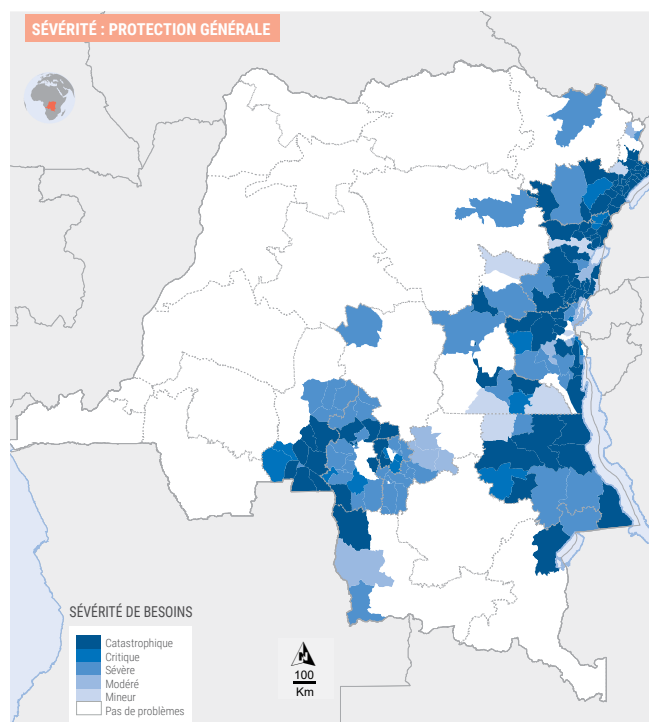 SÉVÉRITÉ : PROTECTION GÉNÉRALE
SÉVÉRITÉ DE BESOINS
Catastrophique
Critique
Sévère
Modéré
Mineur
Pas de problèmes
N
100
Km